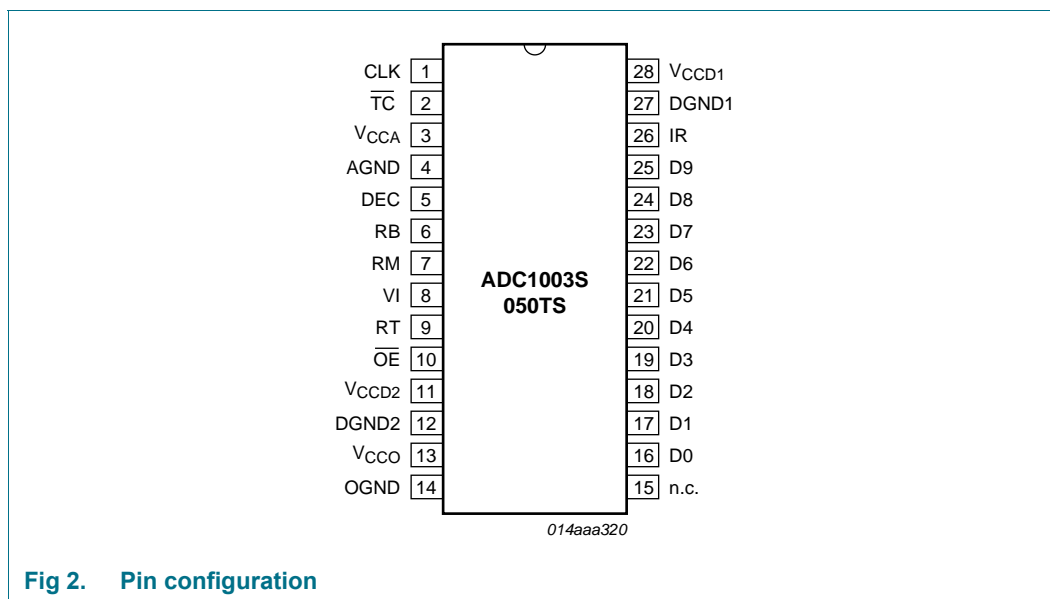 CLK 1 28 VCCD1
TC 2 27 DGND1
VCCA 3 26 IR
AGND 4 25 D9
DEC 5 24 D8
RB 6 23 D7
RM 7 22 D6
ADC1003S
050TS
VI 8 21 D5
RT 9 20 D4
OE 10 19 D3
VCCD2 11 18 D2
DGND2 12 17 D1
VCCO 13 16 D0
OGND 14 15 n.c.
014aaa320
Fig 2. Pin configuration